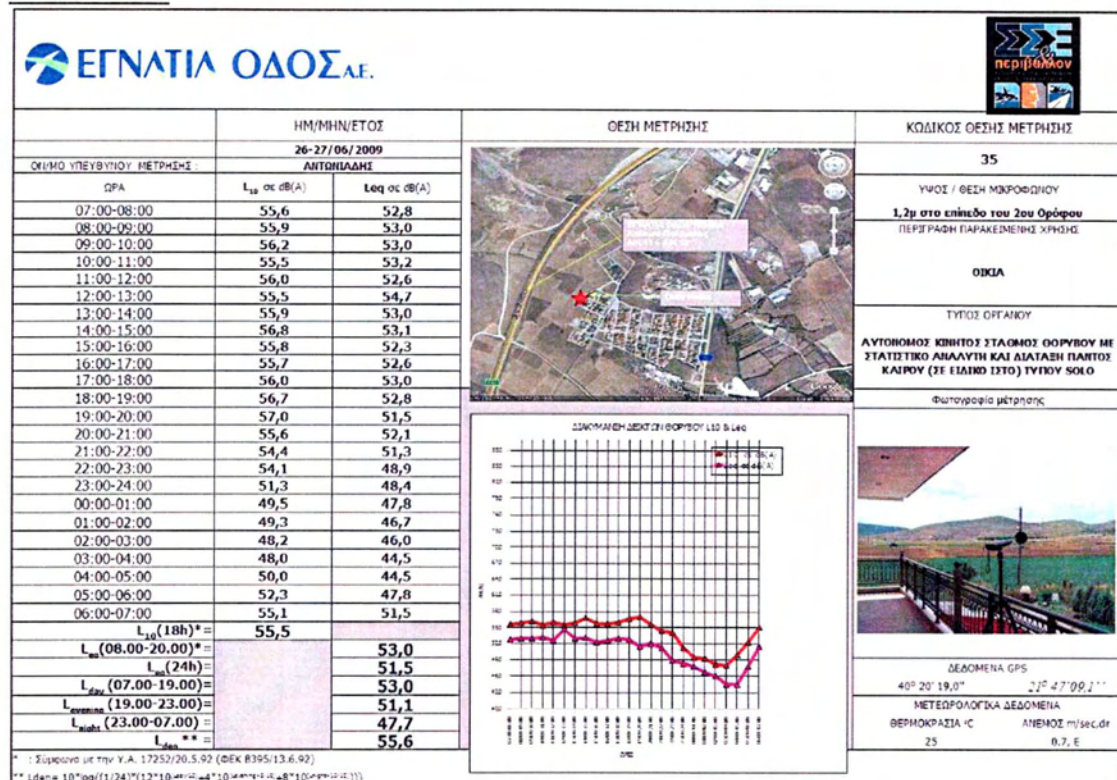 ΕΓΝΑΤΙΑ ΟΔΟΣ Α.Ε.
ΣΣΕ
περιβάλλον
ΗΜ/ΜΗΝ/ΕΤΟΣ
ΘΕΣΗ ΜΕΤΡΗΣΗΣ
ΚΩΔΙΚΟΣ ΘΕΣΗΣ ΜΕΤΡΗΣΗΣ
26-27/06/2009
35
ΟΝ/ΜΟ ΥΠΕΥΘΥΝΟΥ ΜΕΤΡΗΣΗΣ : ΑΝΤΩΝΙΑΔΗΣ
ΩΡΑ L10 σε dB(A) Leq σε dB(A)
07:00-08:00 55,6 52,8
08:00-09:00 55,9 53,0
09:00-10:00 56,2 53,0
10:00-11:00 55,5 53,2
11:00-12:00 56,0 52,6
12:00-13:00 55,5 54,7
13:00-14:00 55,9 53,0
14:00-15:00 56,8 53,1
15:00-16:00 55,8 52,3
16:00-17:00 55,7 52,6
17:00-18:00 56,0 53,0
18:00-19:00 56,7 52,8
19:00-20:00 57,0 51,5
20:00-21:00 55,6 52,1
21:00-22:00 54,4 51,3
22:00-23:00 54,1 48,9
23:00-24:00 51,3 48,4
00:00-01:00 49,5 47,8
01:00-02:00 49,3 46,7
02:00-03:00 48,2 46,0
03:00-04:00 48,0 44,5
04:00-05:00 50,0 44,5
05:00-06:00 52,3 47,8
06:00-07:00 55,1 51,5
L10(18h)*= 55,5
Leq(08.00-20.00)*= 53,0
Leq(24h)= 51,5
Lday (07.00-19.00)= 53,0
Levening (19.00-23.00)= 51,1
Lnight (23.00-07.00) = 47,7
Lden ** = 55,6
* : Σύμφωνα με την Υ.Α. 17252/20.5.92 (ΦΕΚ Β395/13.6.92)
ΔΙΑΚΥΜΑΝΣΗ ΔΕΙΚΤΩΝ ΘΟΡΥΒΟΥ L10 & Leq
ΥΨΟΣ / ΘΕΣΗ ΜΙΚΡΟΦΩΝΟΥ
1,2μ στο επίπεδο του 2ου Ορόφου
ΠΕΡΙΓΡΑΦΗ ΠΑΡΑΚΕΙΜΕΝΗΣ ΧΡΗΣΗΣ
ΟΙΚΙΑ
ΤΥΠΟΣ ΟΡΓΑΝΟΥ
ΑΥΤΟΝΟΜΟΣ ΚΙΝΗΤΟΣ ΣΤΑΘΜΟΣ ΘΟΡΥΒΟΥ ΜΕ
ΣΤΑΤΙΣΤΙΚΟ ΑΝΑΛΥΤΗ ΚΑΙ ΔΙΑΤΑΞΗ ΠΑΝΤΟΣ
ΚΑΙΡΟΥ (ΣΕ ΕΙΔΙΚΟ ΙΣΤΟ) ΤΥΠΟΥ SOLO
Φωτογραφία μέτρησης
ΔΕΔΟΜΕΝΑ GPS
40° 20' 19,0"
ΜΕΤΕΩΡΟΛΟΓΙΚΑ ΔΕΔΟΜΕΝΑ
ΘΕΡΜΟΚΡΑΣΙΑ °C ΑΝΕΜΟΣ m/sec,dr
25 0.7, E